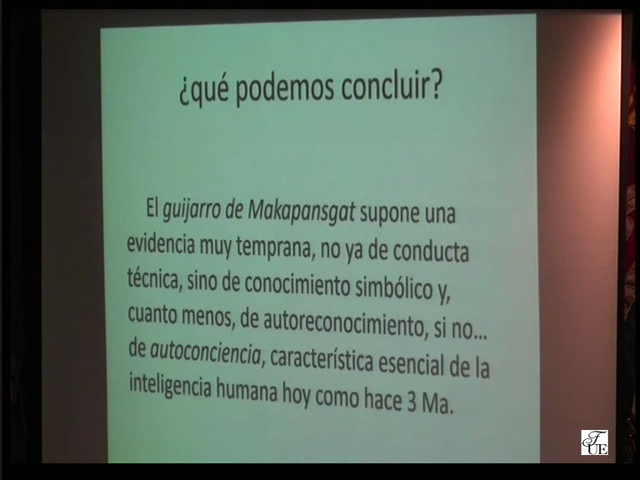 ¿qué podemos concluir?
El guijarro de Makapansgat supone una
evidencia muy temprana, no ya de conducta
técnica, sino de conocimiento simbólico y,
cuanto menos, de autoreconocimiento, si no...
de autoconciencia, característica esencial de la
inteligencia humana hoy como hace 3 Ma.
FUE